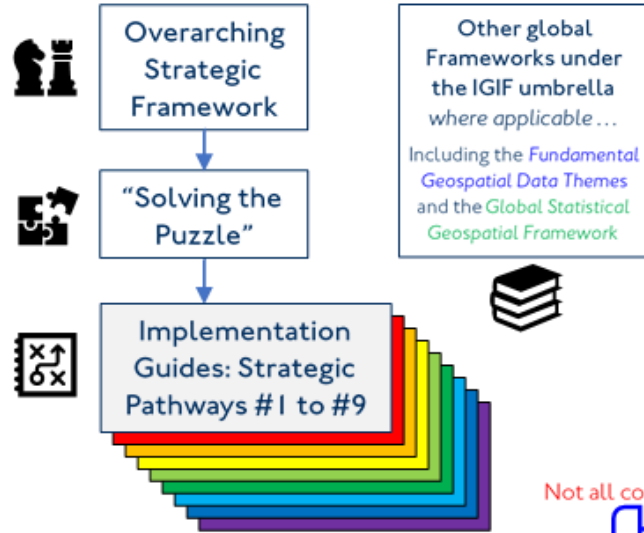 Overarching
Strategic
Framework
“Solving the
Puzzle”
Implementation
Guides: Strategic
Pathways #1 to #9
Other global
Frameworks under
the IGIF umbrella
where applicable…
Including the Fundamental
Geospatial Data Themes
and the Global Statistical
Geospatial Framework
Not all